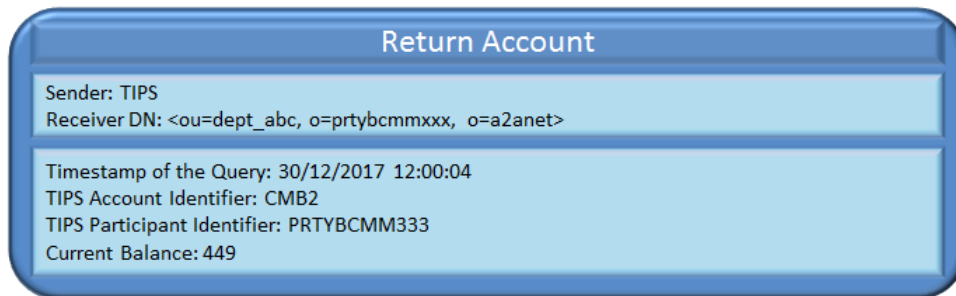 Return Account
Sender: TIPS
Receiver DN: <ou=dept_abc, o=prtybcmmxxx, o=a2anet>
Timestamp of the Query: 30/12/2017 12:00:04
TIPS Account Identifier: CMB2
TIPS Participant Identifier: PRTYBCMM333
Current Balance: 449